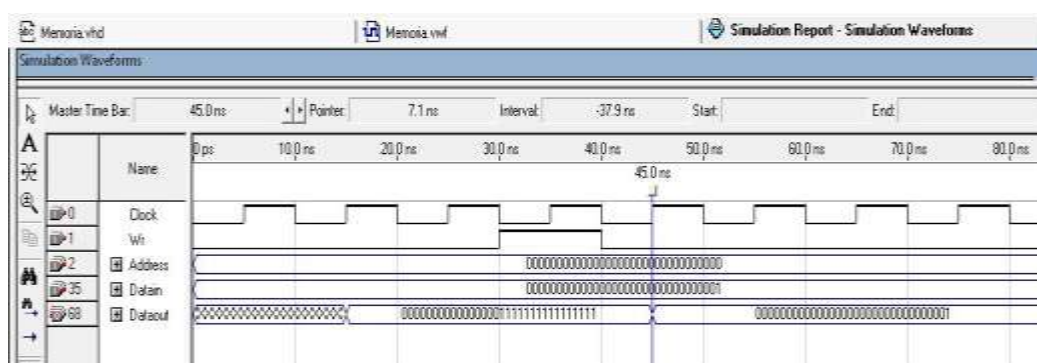 Memoria.vhd Memoria.vwf Simulation Report - Simulation Waveforms
Simulation Waveforms
Master Time Bar: 45.0 ns Pointer: 7.1 ns Interval: -37.9 ns Start: End:
Name 0 ps 10.0 ns 20.0 ns 30.0 ns 40.0 ns 50.0 ns 60.0 ns 70.0 ns 80.0 ns
45.0 ns
0 Clock
1 Wr
2 Address 00000000000000000000000000000000
35 Datain 00000000000000000000000000000001
68 Dataout 00000000000000001111111111111111 00000000000000000000000000000001